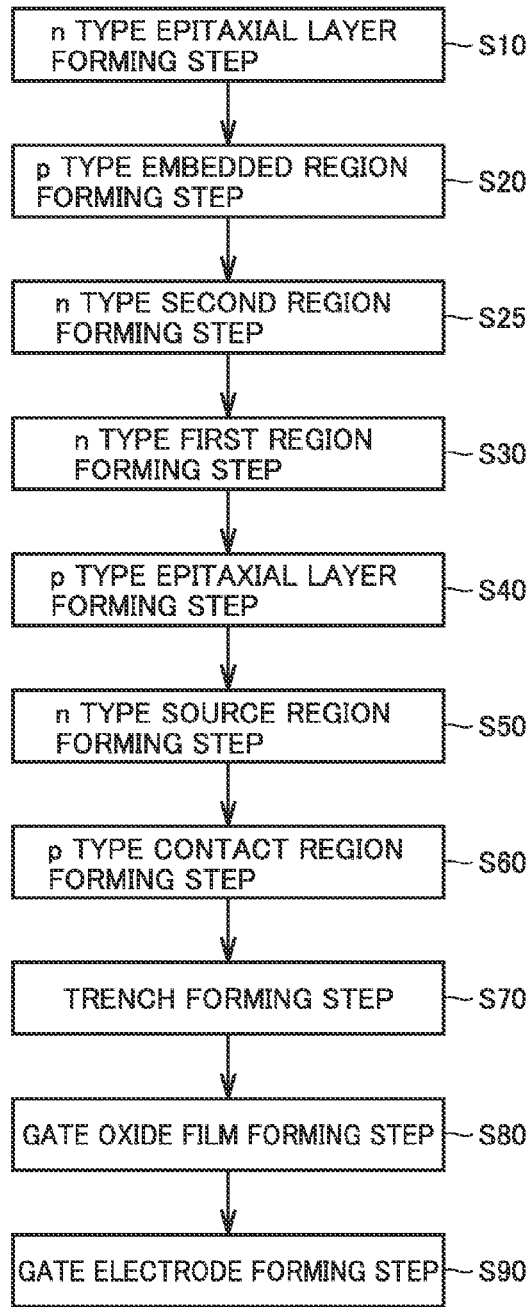 n TYPE EPITAXIAL LAYER
FORMING STEP
S10
p TYPE EMBEDDED REGION
FORMING STEP
S20
n TYPE SECOND REGION
FORMING STEP
S25
n TYPE FIRST REGION
FORMING STEP
S30
p TYPE EPITAXIAL LAYER
FORMING STEP
S40
n TYPE SOURCE REGION
FORMING STEP
S50
p TYPE CONTACT REGION
FORMING STEP
S60
TRENCH FORMING STEP
S70
GATE OXIDE FILM FORMING STEP
S80
GATE ELECTRODE FORMING STEP
S90